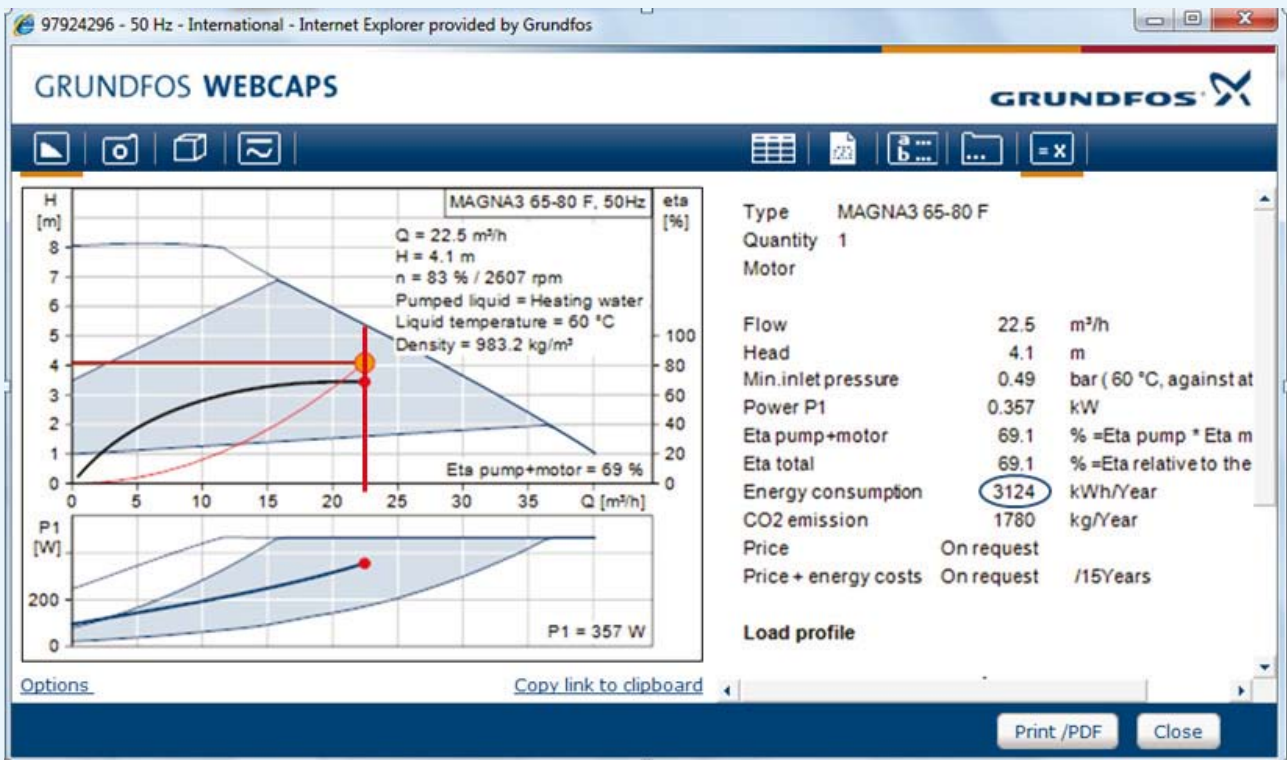 97924296 - 50 Hz - International - Internet Explorer provided by Grundfos
GRUNDFOS WEBCAPS
GRUNDFOS
a ...
b ...
...
= x
H
[m]
MAGNA3 65-80 F, 50Hz
eta
[%]
Q = 22.5 m³/h
H = 4.1 m
n = 83 % / 2607 rpm
Pumped liquid = Heating water
Liquid temperature = 60 °C
Density = 983.2 kg/m³
8
7
6
5
4
3
2
1
0
100
80
60
40
20
0
Eta pump+motor = 69 %
0 5 10 15 20 25 30 35 Q [m³/h]
P1
[W]
200
0
P1 = 357 W
Options
Copy link to clipboard
Type MAGNA3 65-80 F
Quantity 1
Motor
Flow 22.5 m³/h
Head 4.1 m
Min.inlet pressure 0.49 bar ( 60 °C, against at
Power P1 0.357 kW
Eta pump+motor 69.1 % =Eta pump * Eta m
Eta total 69.1 % =Eta relative to the
Energy consumption 3124 kWh/Year
CO2 emission 1780 kg/Year
Price On request
Price + energy costs On request /15Years
Load profile
Print /PDF
Close